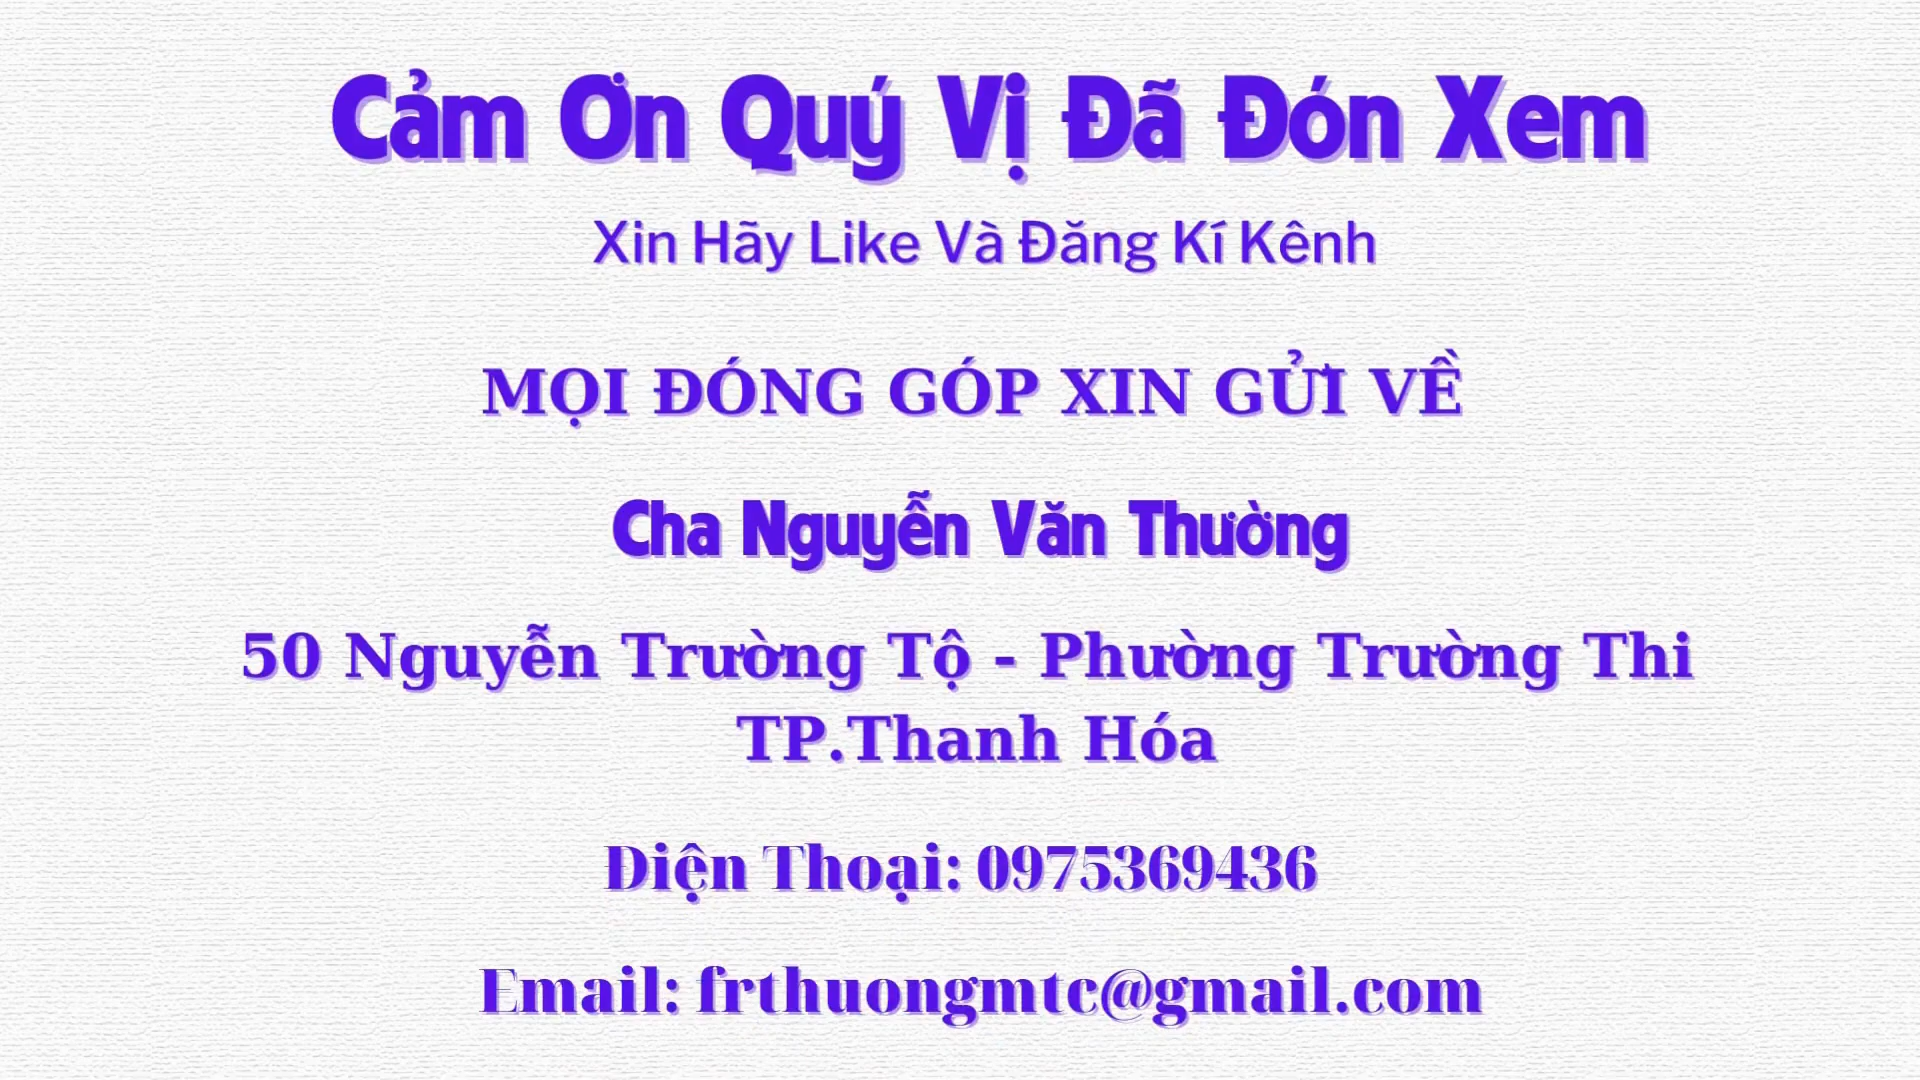 Cảm Ơn Quý Vị Đã Đón Xem
Xin Hãy Like Và Đăng Kí Kênh
MỌI ĐÓNG GÓP XIN GỬI VỀ
Cha Nguyễn Văn Thường
50 Nguyễn Trường Tộ - Phường Trường Thi
TP.Thanh Hóa
Điện Thoại: 0975369436
Email: frthuongmtc@gmail.com